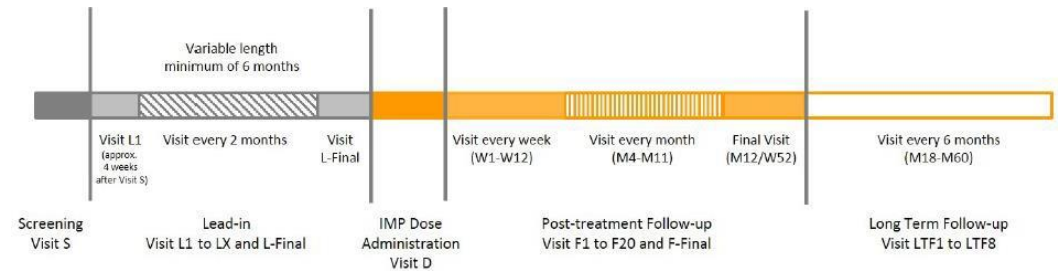 Variable length
minimum of 6 months
Visit L1
(approx.
4 weeks
after Visit S)
Visit every 2 months
Visit
L-Final
Visit every week
(W1-W12)
Visit every month
(M4-M11)
Final Visit
(M12/W52)
Visit every 6 months
(M18-M60)
Screening
Visit S
Lead-in
Visit L1 to LX and L-Final
IMP Dose
Administration
Visit D
Post-treatment Follow-up
Visit F1 to F20 and F-Final
Long Term Follow-up
Visit LTF1 to LTF8